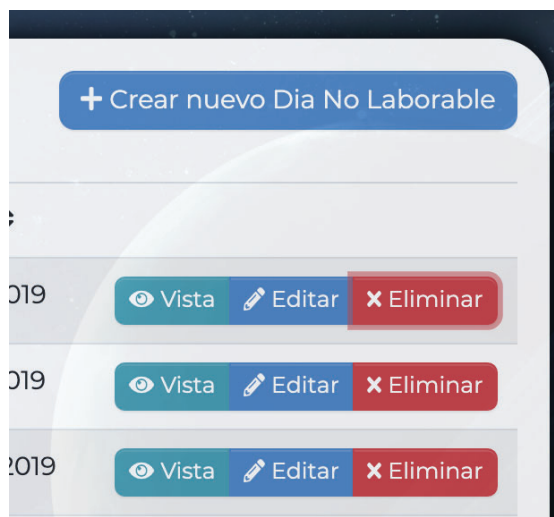 + Crear nuevo Dia No Laborable
019 Vista Editar × Eliminar
019 Vista Editar × Eliminar
2019 Vista Editar × Eliminar